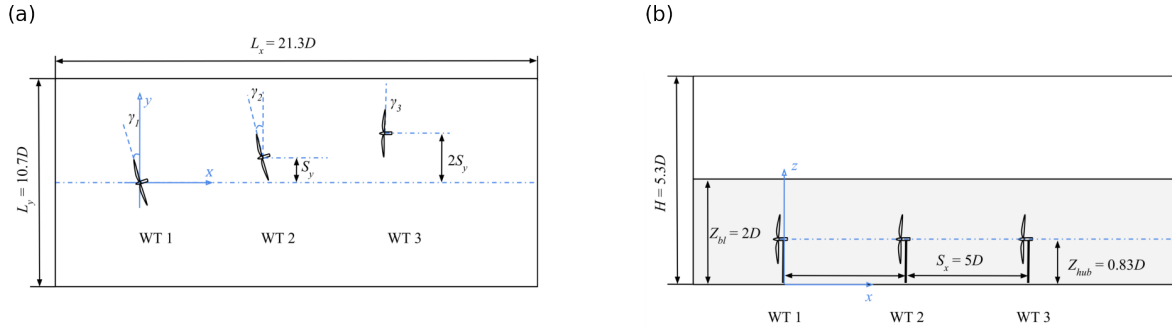 (a)
L_x = 21.3D
L_y = 10.7D
γ_1
y
x
γ_2
S_y
γ_3
2S_y
WT 1
WT 2
WT 3
(b)
H = 5.3D
z
Z_bl = 2D
S_x = 5D
Z_hub = 0.83D
x
WT 1
WT 2
WT 3